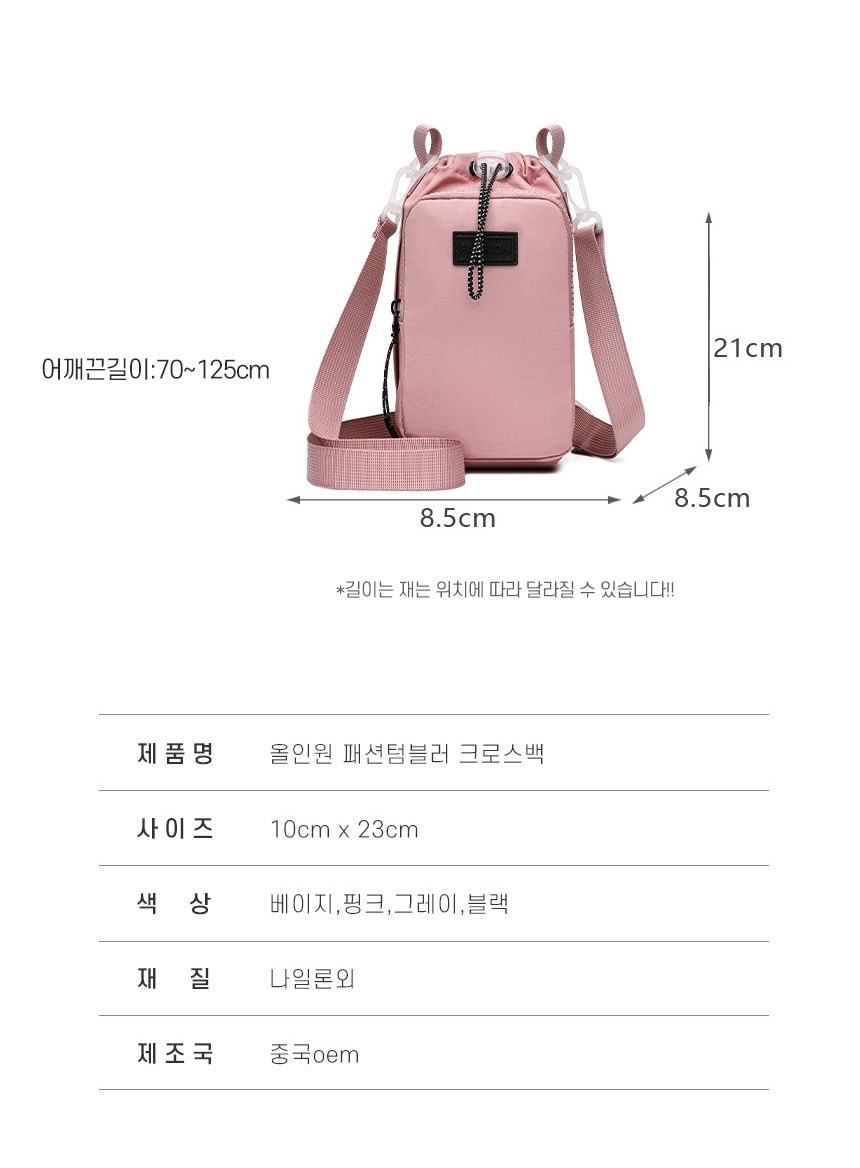 21cm
어깨끈길이:70~125cm
8.5cm
8.5cm
*길이는 재는 위치에 따라 달라질 수 있습니다!!
제품명 올인원 패션텀블러 크로스백
사이즈 10cm x 23cm
색 상 베이지,핑크,그레이,블랙
재 질 나일론외
제조국 중국oem